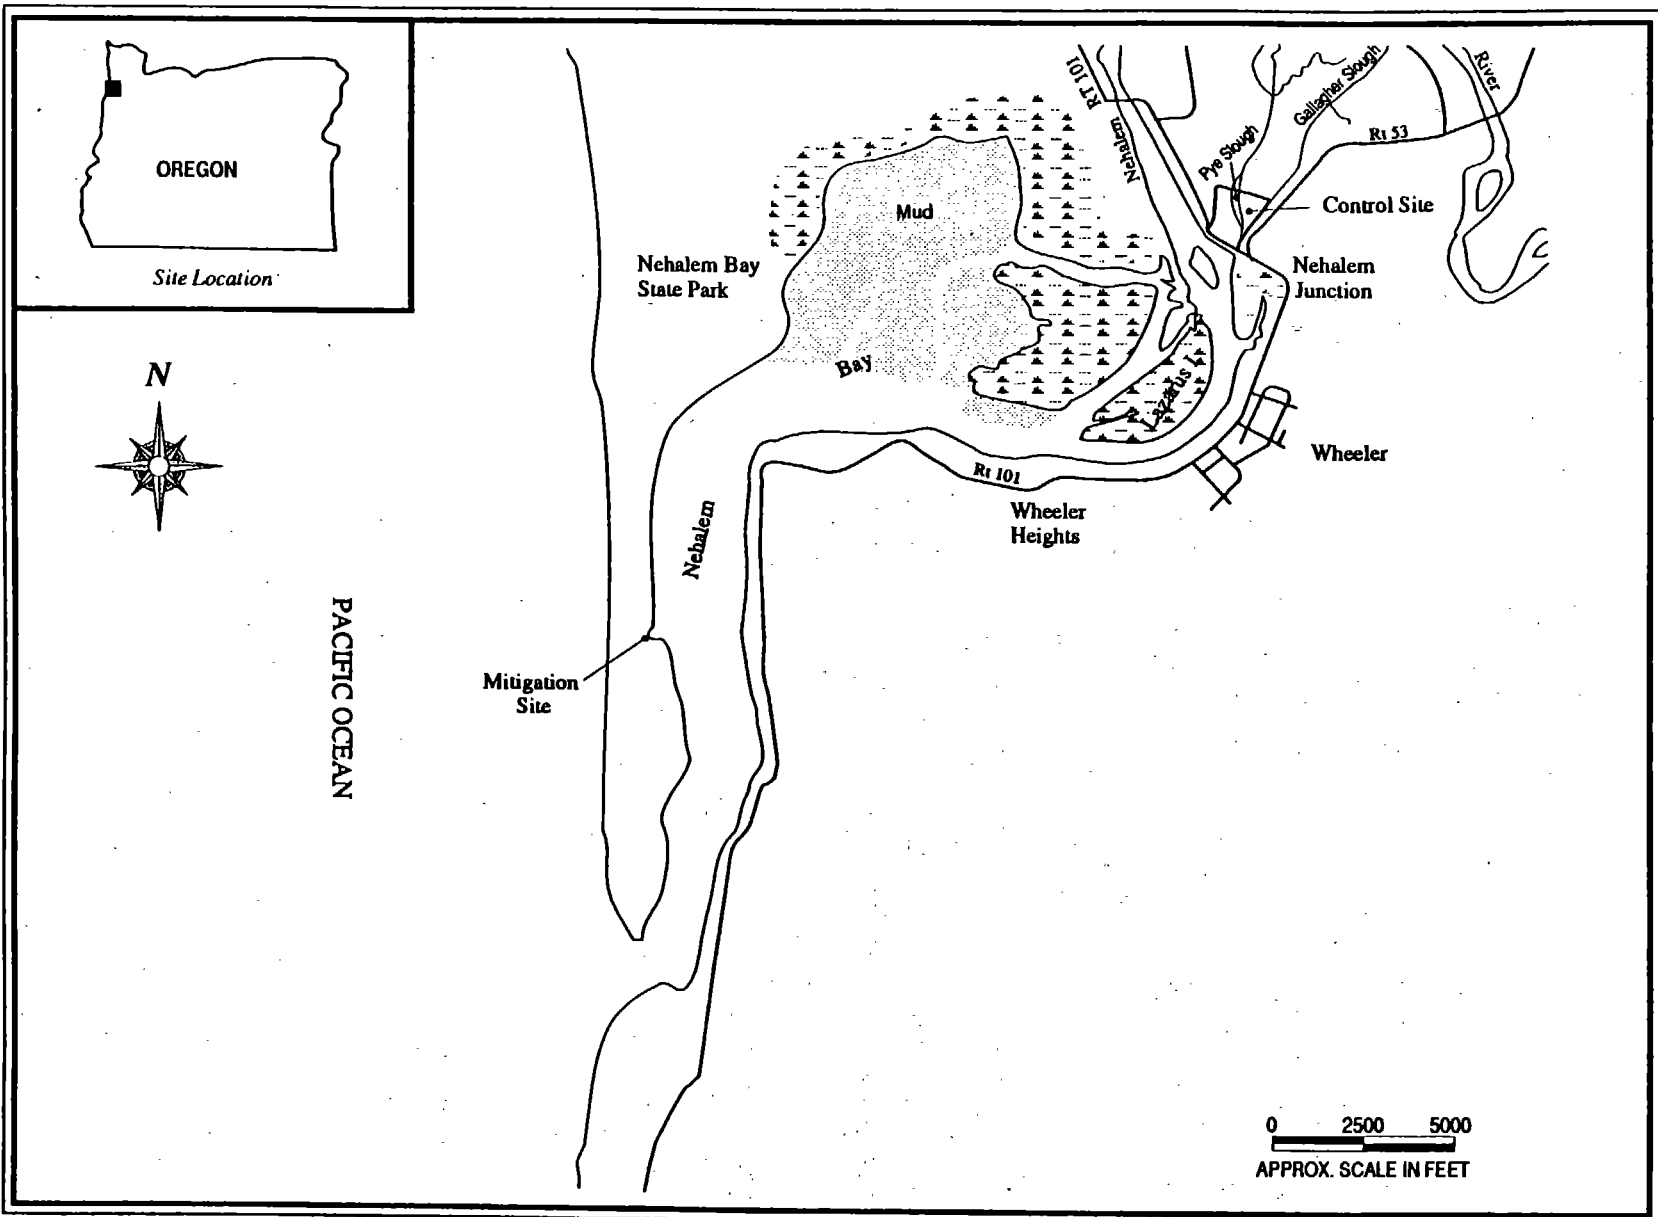 OREGON
Site Location
N
PACIFIC OCEAN
RT 101
Nehalem
Pye Slough
Gallagher Slough
River
Rt 53
Control Site
Mud
Nehalem Bay
State Park
Nehalem
Junction
Bay
Lazarus I
Wheeler
Rt 101
Wheeler
Heights
Nehalem
Mitigation
Site
0 2500 5000
APPROX. SCALE IN FEET